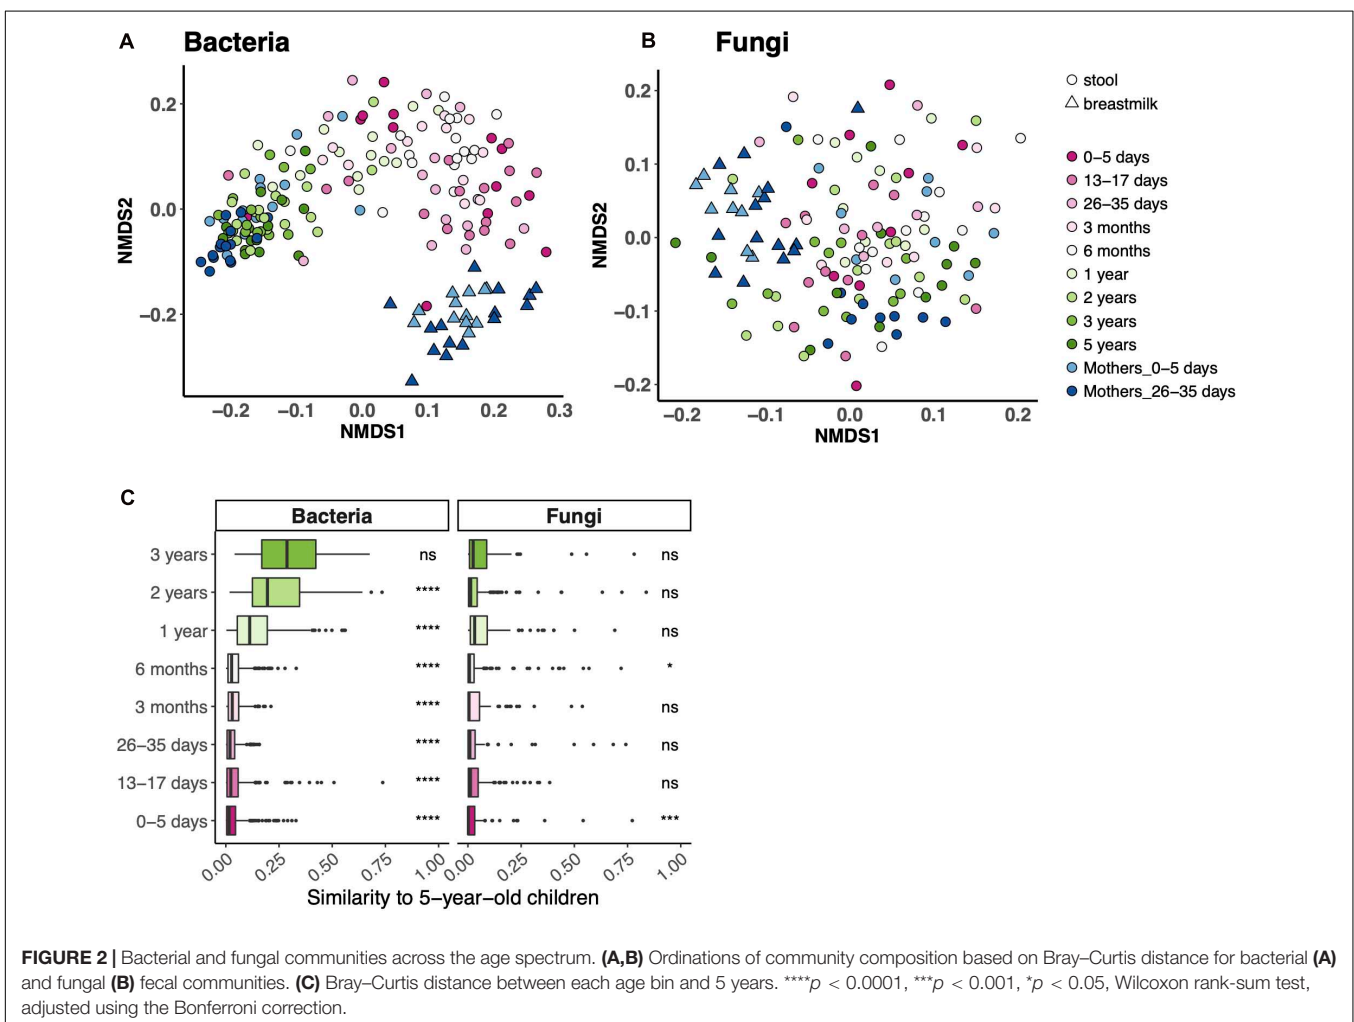 A Bacteria
0.2
0.0
−0.2
NMDS2
−0.2 −0.1 0.0 0.1 0.2 0.3
NMDS1
B Fungi
0.2
0.1
0.0
−0.1
−0.2
NMDS2
−0.2 −0.1 0.0 0.1 0.2
NMDS1
stool
breastmilk
0−5 days
13−17 days
26−35 days
3 months
6 months
1 year
2 years
3 years
5 years
Mothers_0−5 days
Mothers_26−35 days
C
Bacteria Fungi
3 years ns ns
2 years **** ns
1 year **** ns
6 months **** *
3 months **** ns
26−35 days **** ns
13−17 days **** ns
0−5 days **** ***
0.00 0.25 0.50 0.75 1.00 0.00 0.25 0.50 0.75 1.00
Similarity to 5−year−old children
FIGURE 2 | Bacterial and fungal communities across the age spectrum. (A,B) Ordinations of community composition based on Bray–Curtis distance for bacterial (A)
and fungal (B) fecal communities. (C) Bray–Curtis distance between each age bin and 5 years. ****p < 0.0001, ***p < 0.001, *p < 0.05, Wilcoxon rank-sum test,
adjusted using the Bonferroni correction.